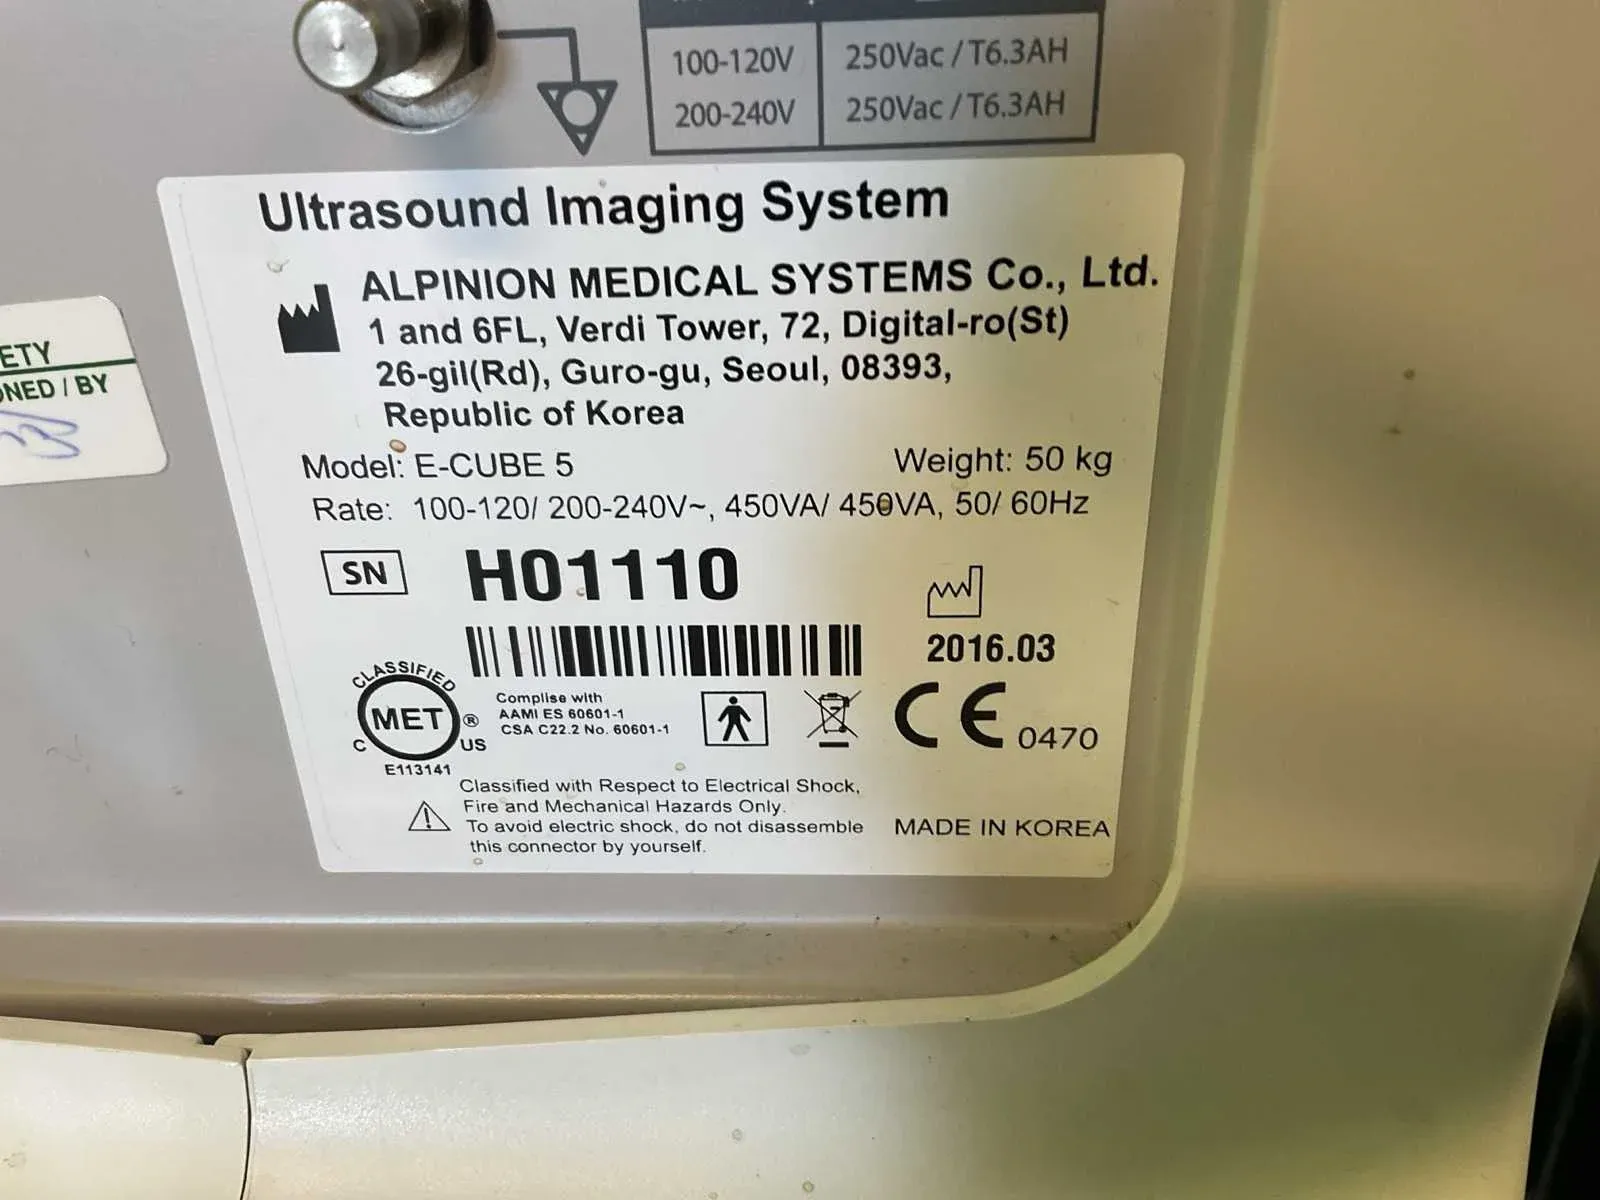 100-120V 250Vac / T6.3AH
200-240V 250Vac / T6.3AH
Ultrasound Imaging System
ALPINION MEDICAL SYSTEMS Co., Ltd.
1 and 6FL, Verdi Tower, 72, Digital-ro(St)
26-gil(Rd), Guro-gu, Seoul, 08393,
Republic of Korea
ETY
ONED / BY
Model: E-CUBE 5 Weight: 50 kg
Rate: 100-120/ 200-240V~, 450VA/ 450VA, 50/ 60Hz
SN H01110
2016.03
CLASSIFIED
MET ®
C US
E113141
Complise with
AAMI ES 60601-1
CSA C22.2 No. 60601-1
CE 0470
Classified with Respect to Electrical Shock,
Fire and Mechanical Hazards Only.
To avoid electric shock, do not disassemble
this connector by yourself.
MADE IN KOREA